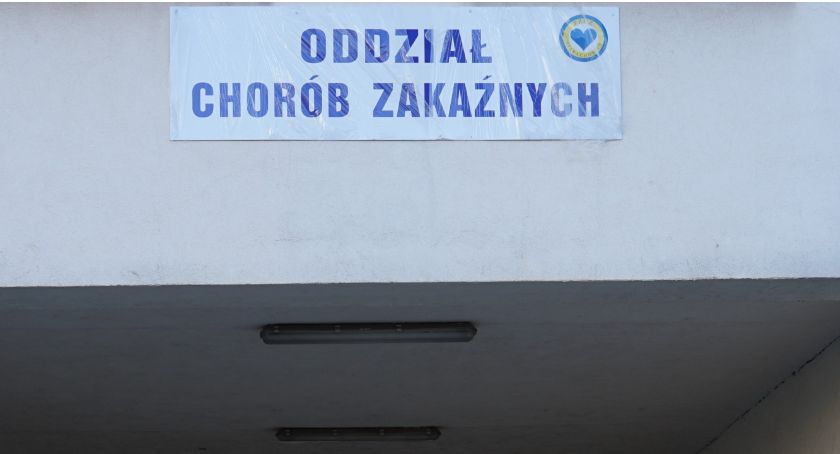 ODDZIAŁ
CHORÓB ZAKAŹNYCH